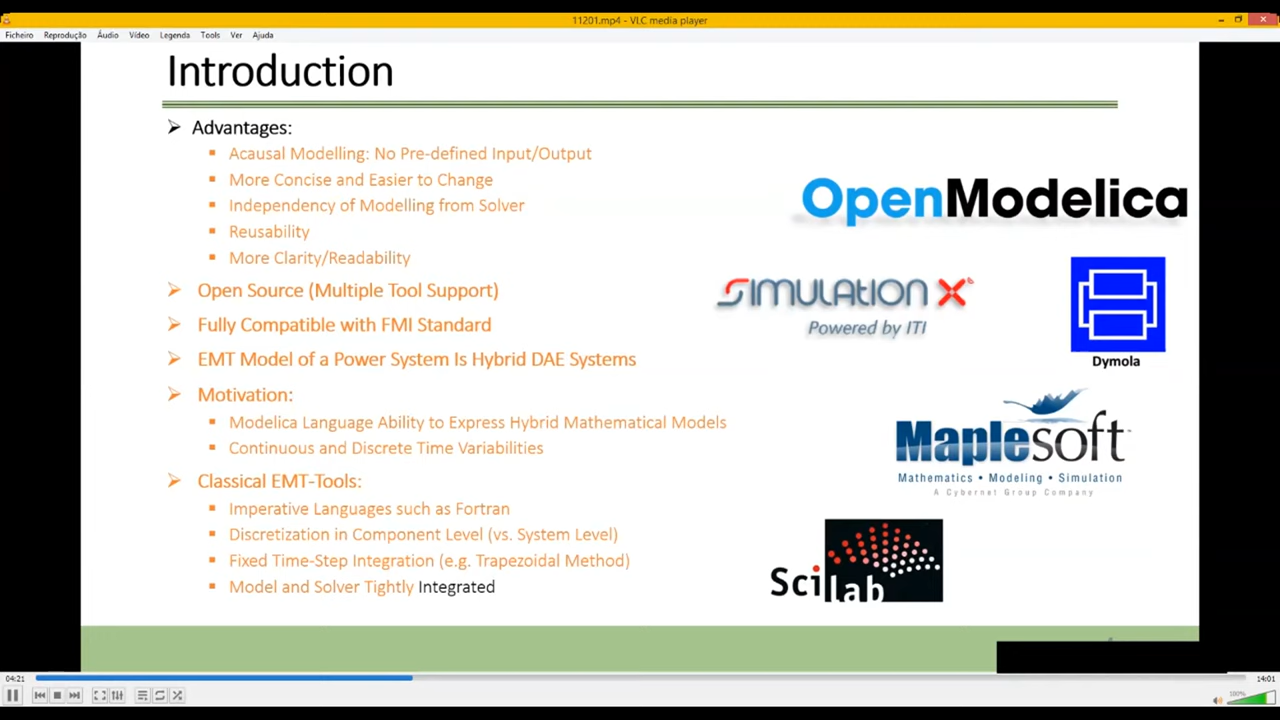 11201.mp4 - VLC media player
Ficheiro Reprodução Áudio Vídeo Legenda Tools Ver Ajuda
Introduction
Advantages:
Acausal Modelling: No Pre-defined Input/Output
More Concise and Easier to Change
Independency of Modelling from Solver
Reusability
More Clarity/Readability
Open Source (Multiple Tool Support)
Fully Compatible with FMI Standard
EMT Model of a Power System Is Hybrid DAE Systems
Motivation:
Modelica Language Ability to Express Hybrid Mathematical Models
Continuous and Discrete Time Variabilities
Classical EMT-Tools:
Imperative Languages such as Fortran
Discretization in Component Level (vs. System Level)
Fixed Time-Step Integration (e.g. Trapezoidal Method)
Model and Solver Tightly Integrated
OpenModelica
SimulationX
Powered by ITI
Dymola
Maplesoft
Mathematics • Modeling • Simulation
A Cybernet Group Company
Scilab
04:21
14:01
100%